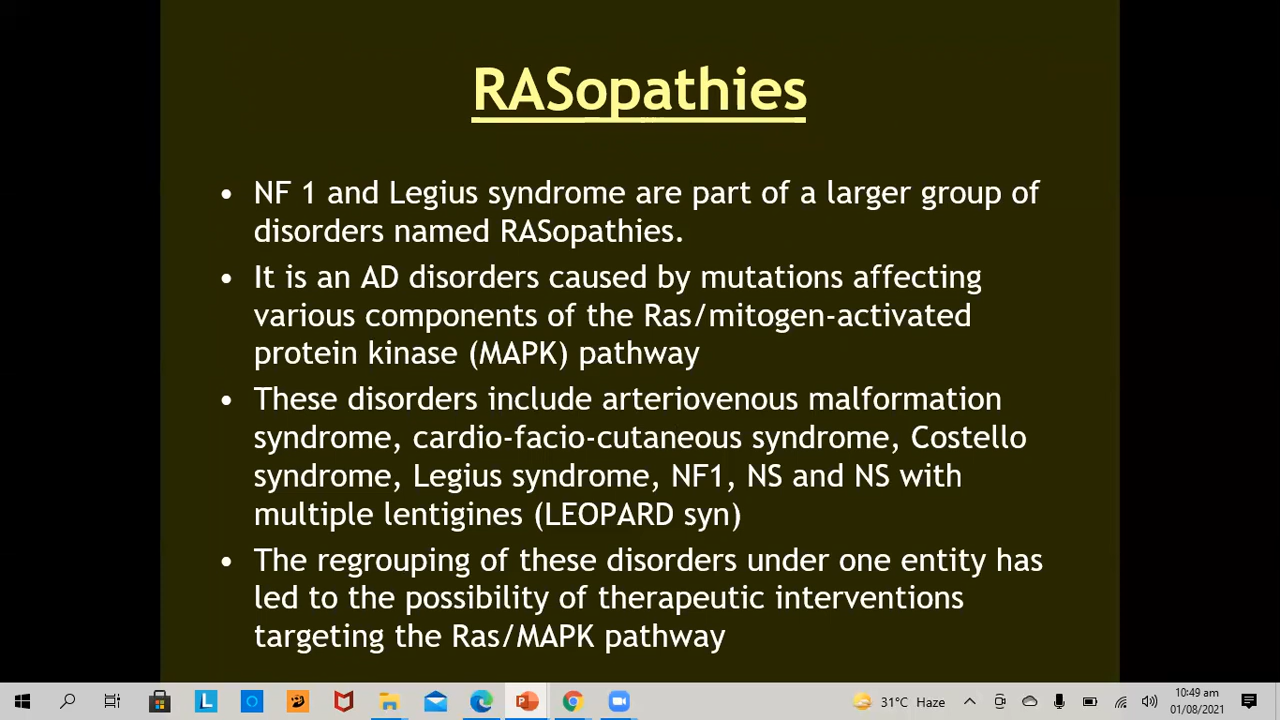 RASopathies
• NF 1 and Legius syndrome are part of a larger group of
disorders named RASopathies.
• It is an AD disorders caused by mutations affecting
various components of the Ras/mitogen-activated
protein kinase (MAPK) pathway
• These disorders include arteriovenous malformation
syndrome, cardio-facio-cutaneous syndrome, Costello
syndrome, Legius syndrome, NF1, NS and NS with
multiple lentigines (LEOPARD syn)
• The regrouping of these disorders under one entity has
led to the possibility of therapeutic interventions
targeting the Ras/MAPK pathway
L
31°C Haze
10:49 am
01/08/2021